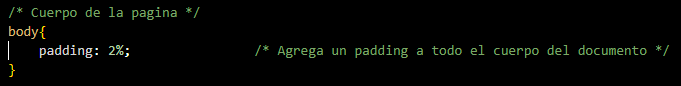 /* Cuerpo de la pagina */
body{
    padding: 2%;                /* Agrega un padding a todo el cuerpo del documento */
}